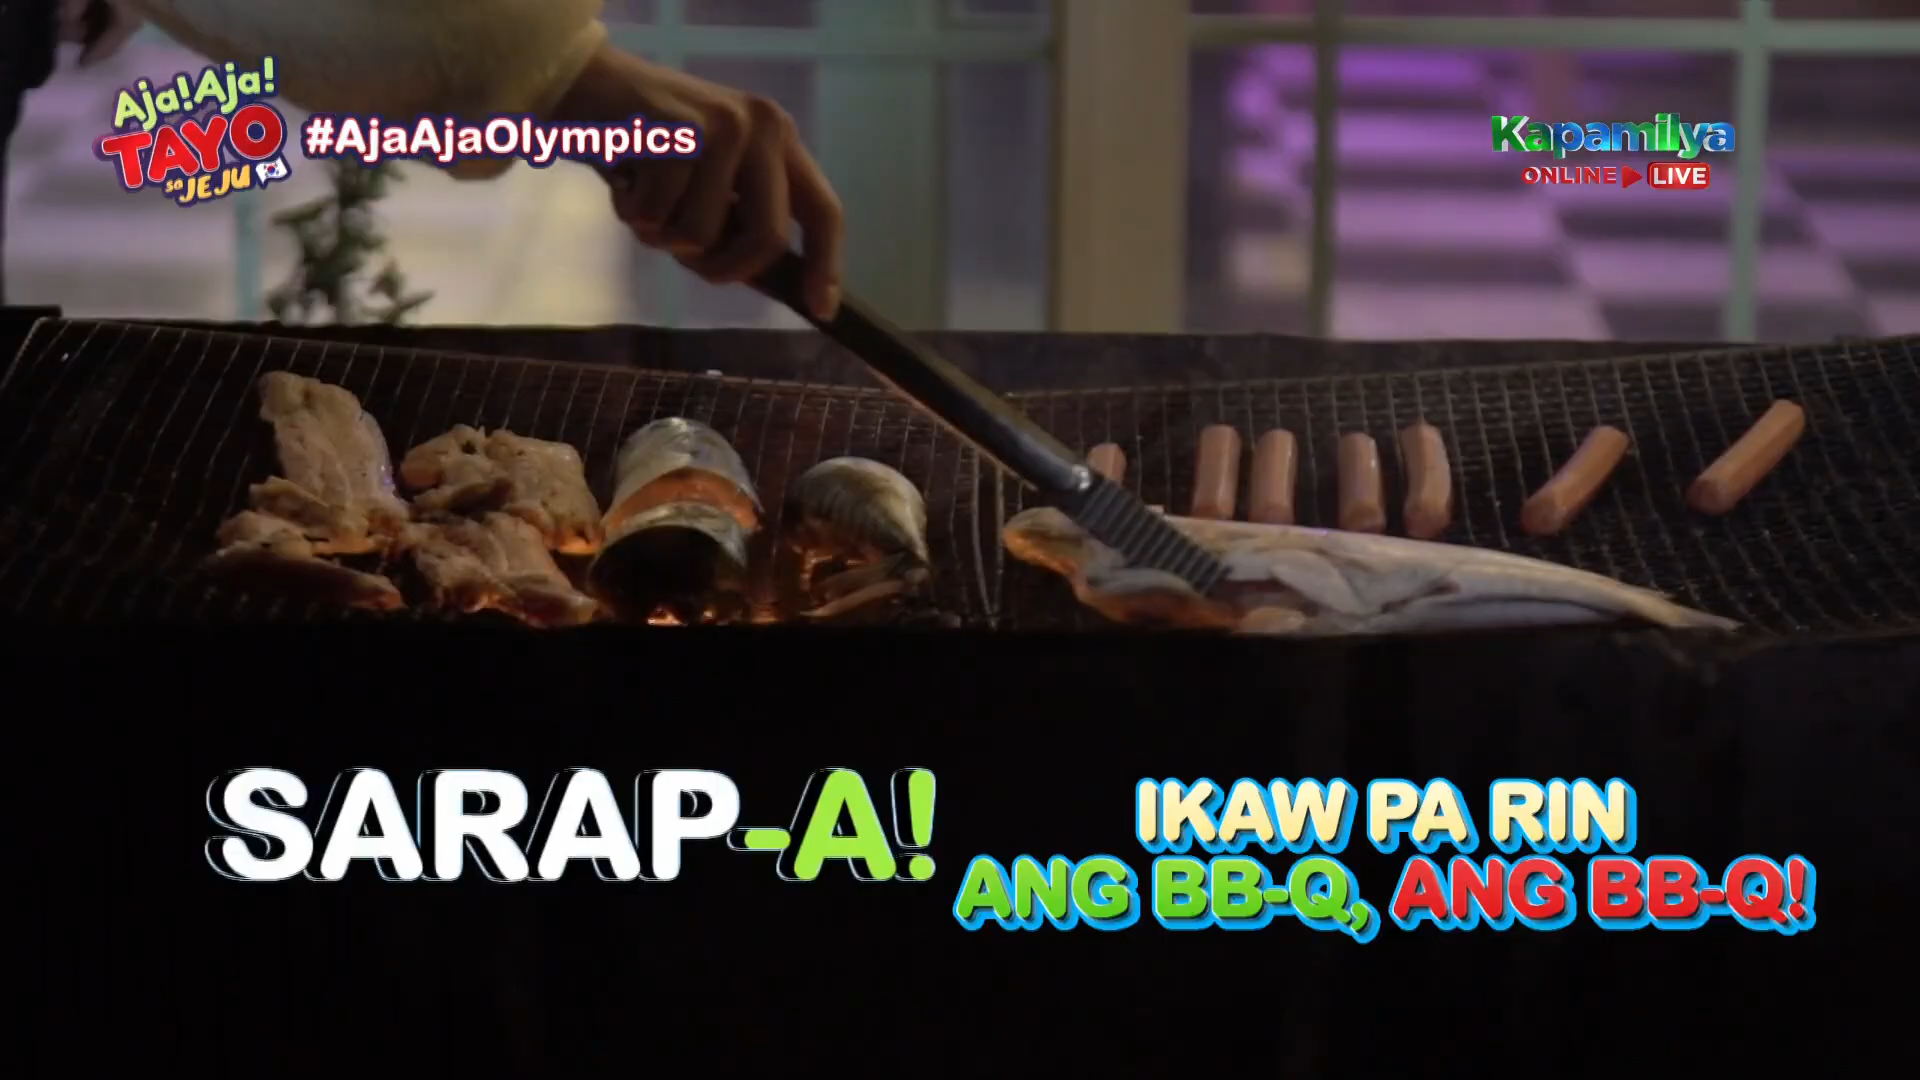 Aja!Aja!
TAYO
sa JEJU
#AjaAjaOlympics
Kapamilya
ONLINE LIVE
SARAP-A!
IKAW PA RIN
ANG BB-Q, ANG BB-Q!